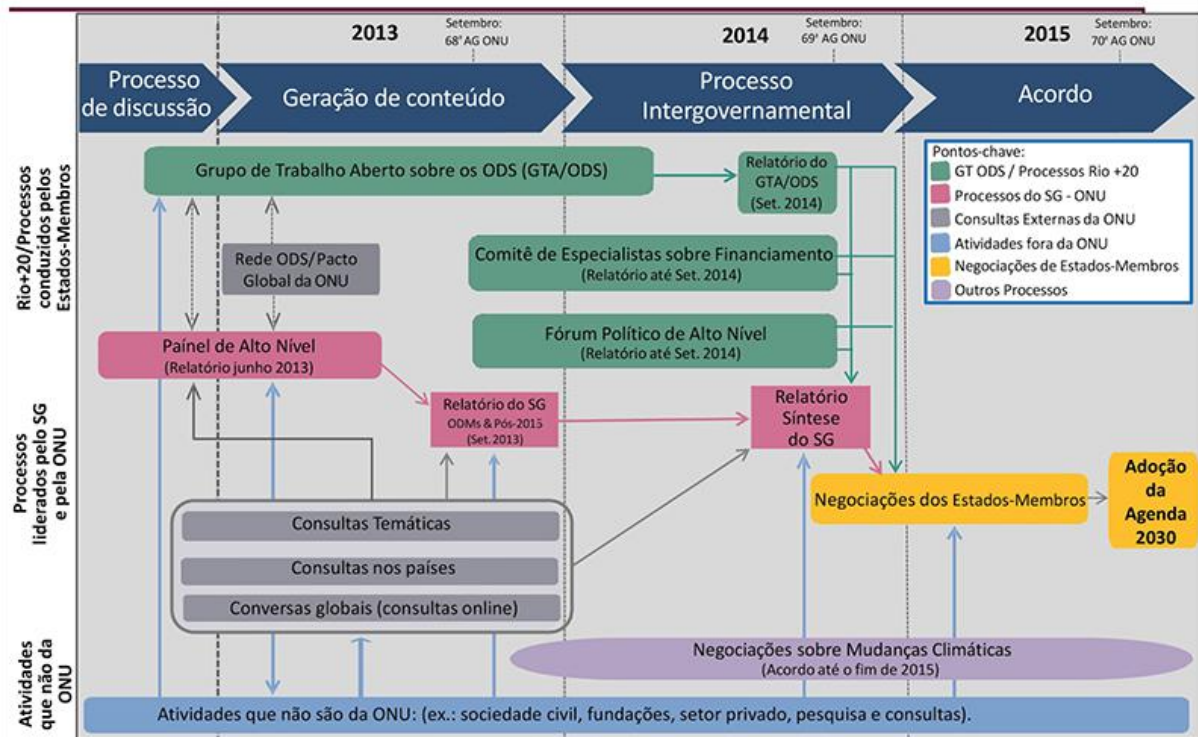 2013
Setembro:
68ª AG ONU
2014
Setembro:
69ª AG ONU
2015
Setembro:
70ª AG ONU
Processo
de discussão
Geração de conteúdo
Processo
Intergovernamental
Acordo
Rio+20/Processos
conduzidos pelos
Estados-Membros
Grupo de Trabalho Aberto sobre os ODS (GTA/ODS)
Relatório do
GTA/ODS
(Set. 2014)
Pontos-chave:
GT ODS / Processos Rio +20
Processos do SG - ONU
Consultas Externas da ONU
Atividades fora da ONU
Negociações de Estados-Membros
Outros Processos
Rede ODS/Pacto
Global da ONU
Comitê de Especialistas sobre Financiamento
(Relatório até Set. 2014)
Fórum Político de Alto Nível
(Relatório até Set. 2014)
Processos
liderados pelo SG
e pela ONU
Paínel de Alto Nível
(Relatório junho 2013)
Relatório do SG
ODMs & Pós-2015
(Set. 2013)
Relatório
Síntese
do SG
Negociações dos Estados-Membros
Adoção
da
Agenda
2030
Consultas Temáticas
Consultas nos países
Conversas globais (consultas online)
Atividades
que não da
ONU
Negociações sobre Mudanças Climáticas
(Acordo até o fim de 2015)
Atividades que não são da ONU: (ex.: sociedade civil, fundações, setor privado, pesquisa e consultas).